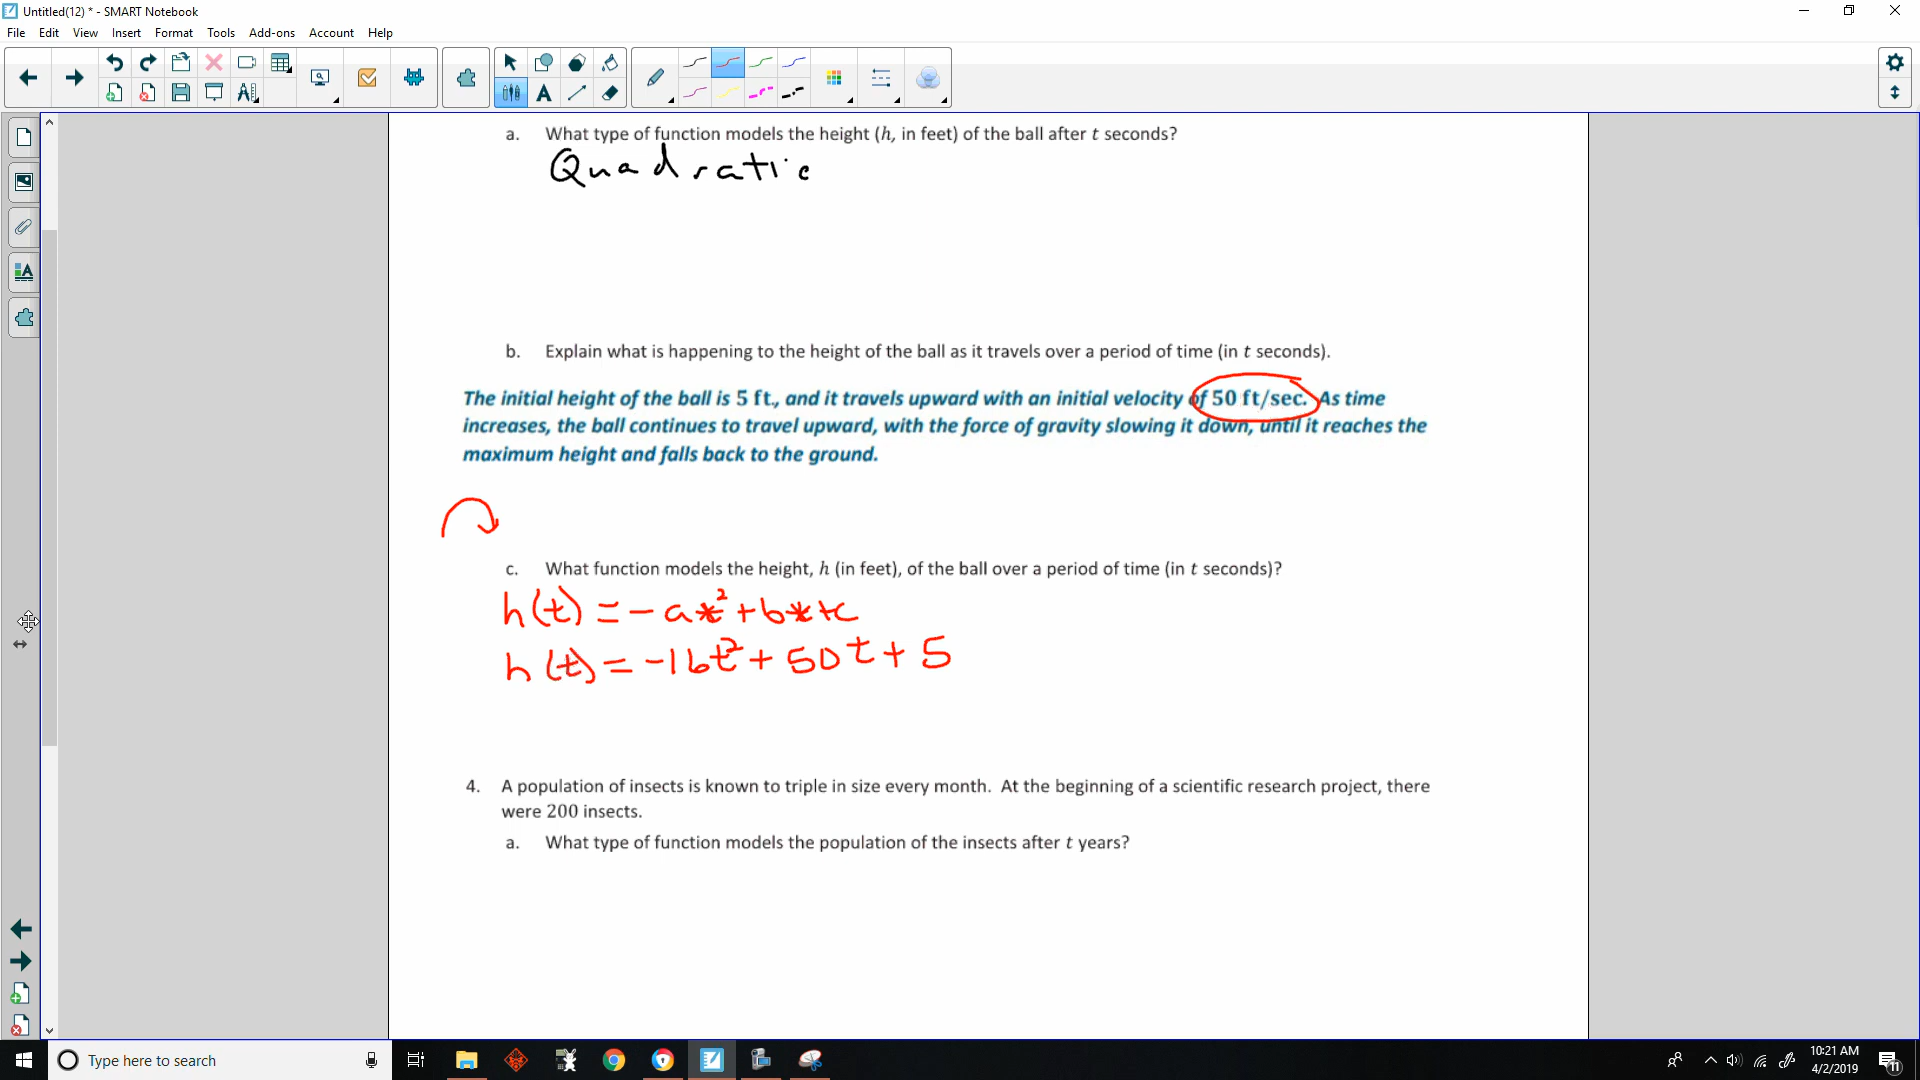 Untitled(12) * - SMART Notebook
File Edit View Insert Format Tools Add-ons Account Help
a. What type of function models the height (h, in feet) of the ball after t seconds?
Quadratic
b. Explain what is happening to the height of the ball as it travels over a period of time (in t seconds).
The initial height of the ball is 5 ft., and it travels upward with an initial velocity of 50 ft/sec. As time
increases, the ball continues to travel upward, with the force of gravity slowing it down, until it reaches the
maximum height and falls back to the ground.
c. What function models the height, h (in feet), of the ball over a period of time (in t seconds)?
h(t) = -at²+bt+c
h(t) = -16t²+50t+5
4. A population of insects is known to triple in size every month. At the beginning of a scientific research project, there
were 200 insects.
a. What type of function models the population of the insects after t years?
Type here to search
10:21 AM
4/2/2019
11